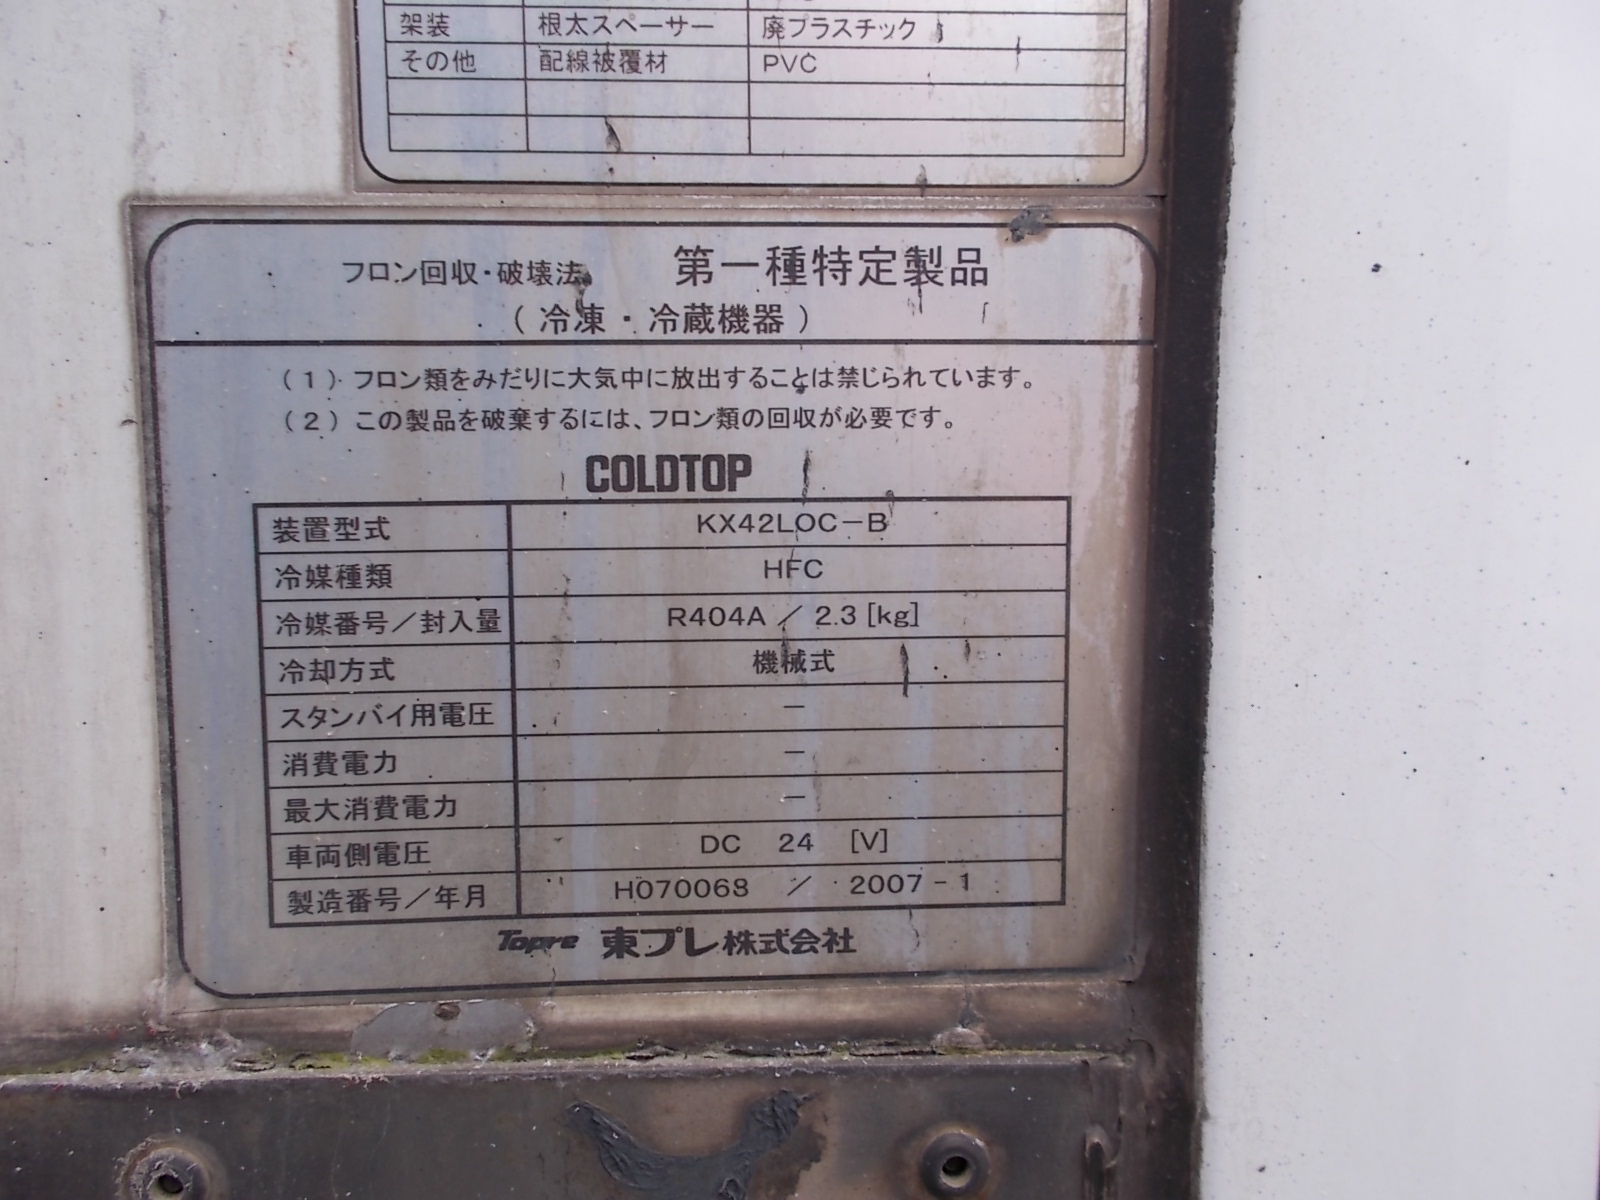 架装 根太スペーサー 廃プラスチック
その他 配線被覆材 PVC
フロン回収・破壊法 第一種特定製品
(冷凍・冷蔵機器)
(1) フロン類をみだりに大気中に放出することは禁じられています。
(2) この製品を破棄するには、フロン類の回収が必要です。
COLDTOP
装置型式 KX42LOC-B
冷媒種類 HFC
冷媒番号/封入量 R404A / 2.3 [kg]
冷却方式 機械式
スタンバイ用電圧 ー
消費電力 ー
最大消費電力 ー
車両側電圧 DC 24 [V]
製造番号/年月 H070068 / 2007-1
Topre 東プレ株式会社